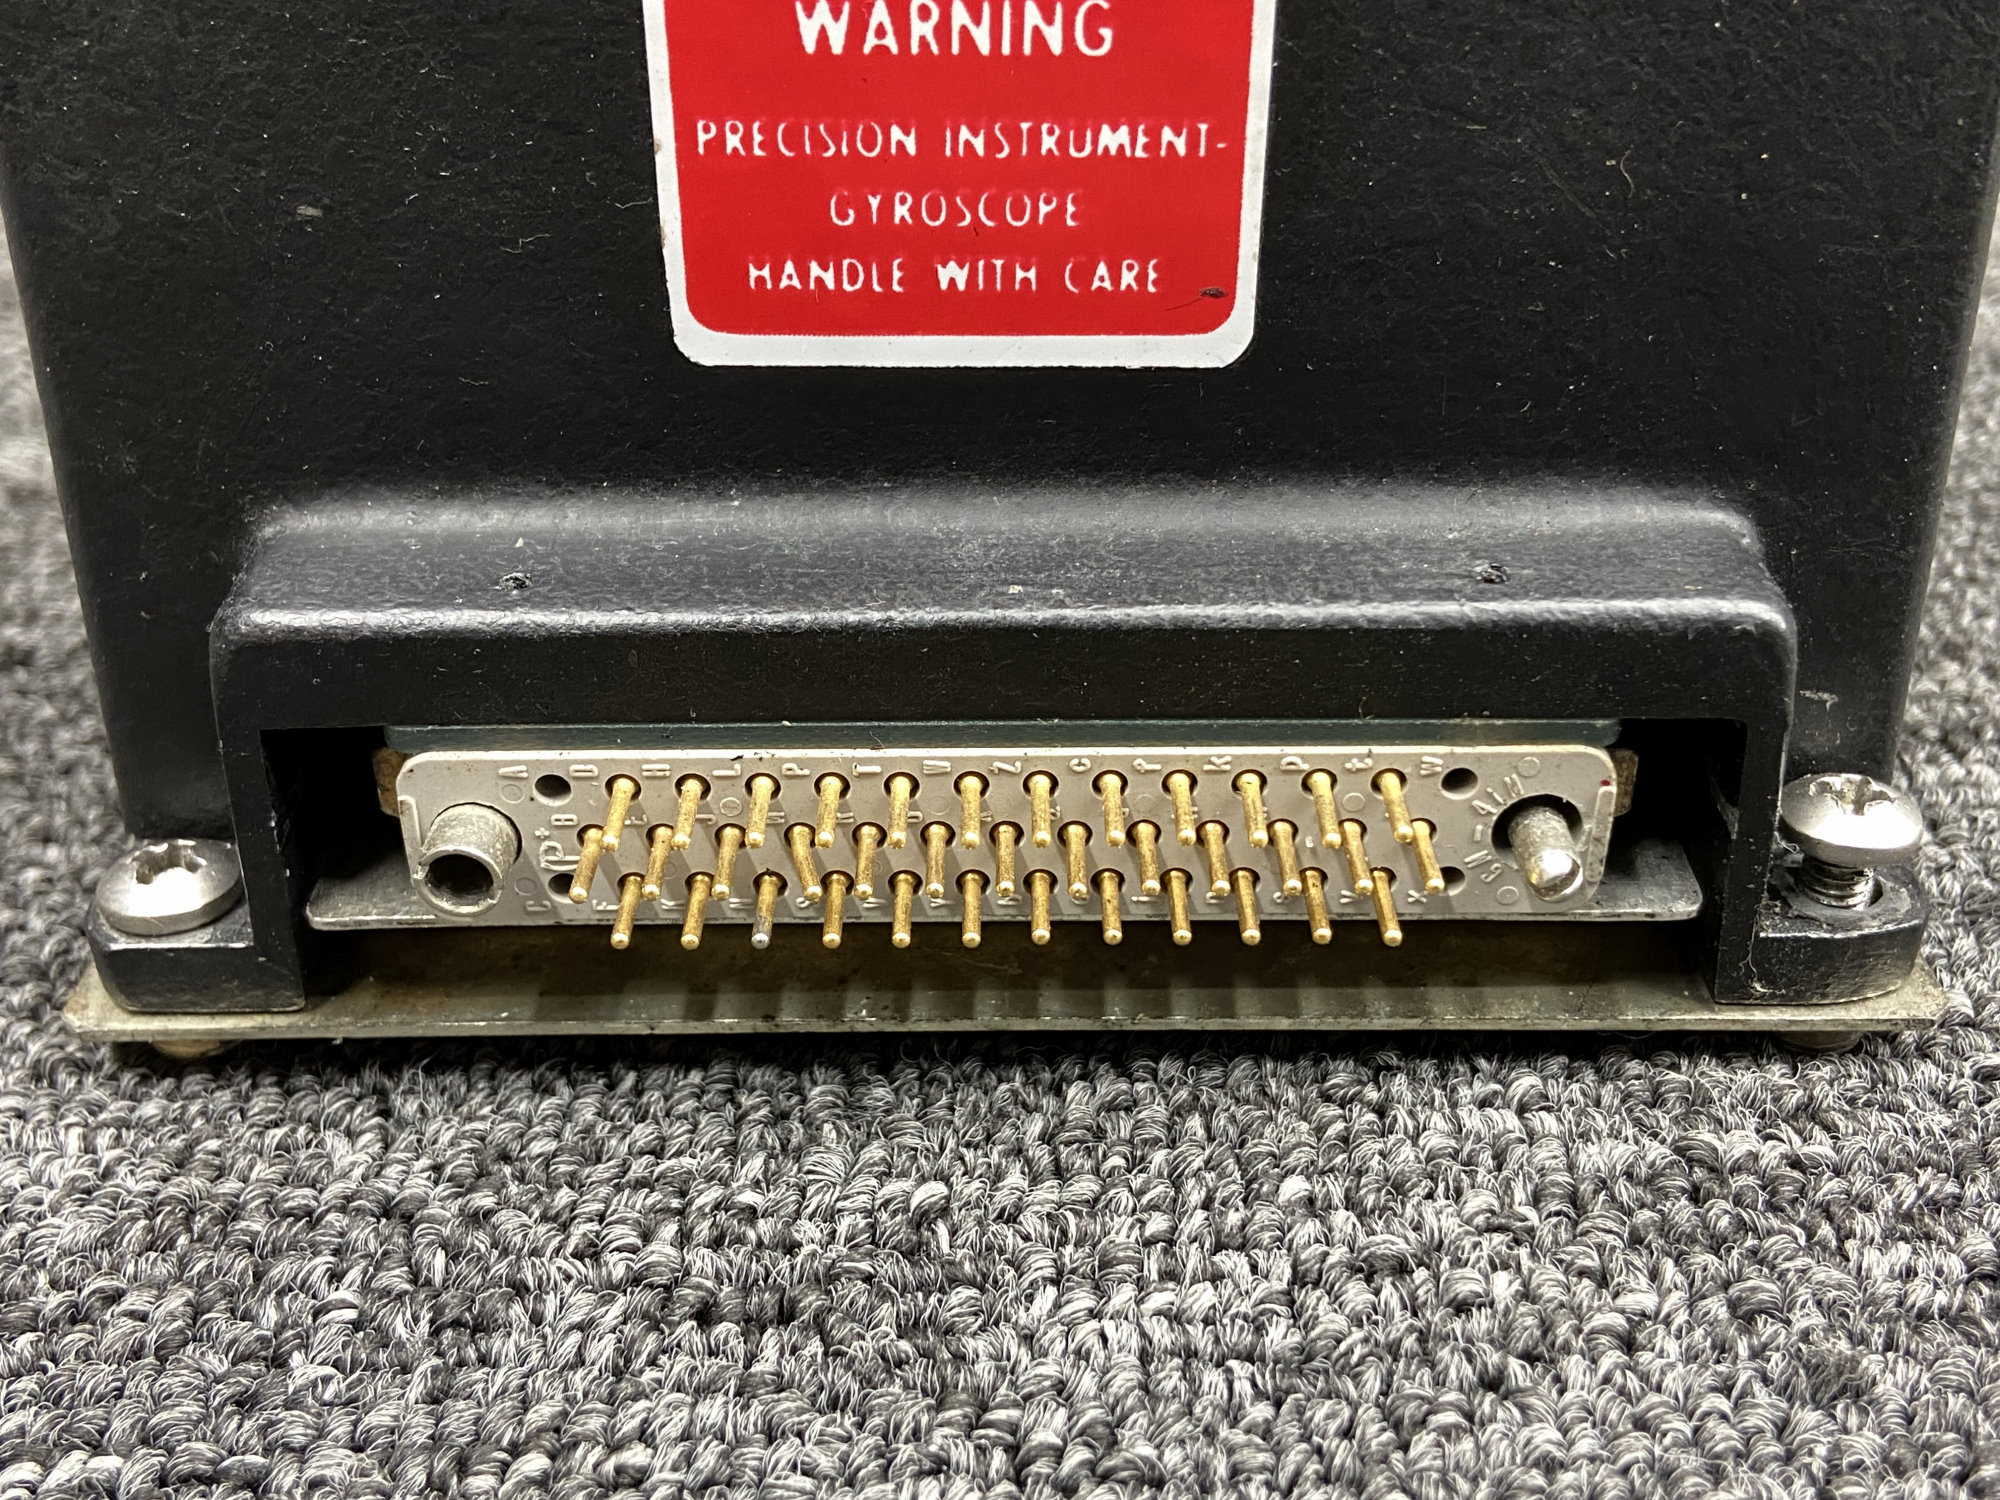 WARNING
PRECISION INSTRUMENT-
GYROSCOPE
HANDLE WITH CARE
A D H L P T V Z C K P t W
B
C F K X